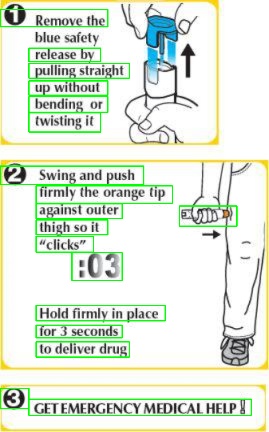 1 Remove the
blue safety
release by
pulling straight
up without
bending or
twisting it
2 Swing and push
firmly the orange tip
against outer
thigh so it
“clicks”
:03
Hold firmly in place
for 3 seconds
to deliver drug
3
GET EMERGENCY MEDICAL HELP !